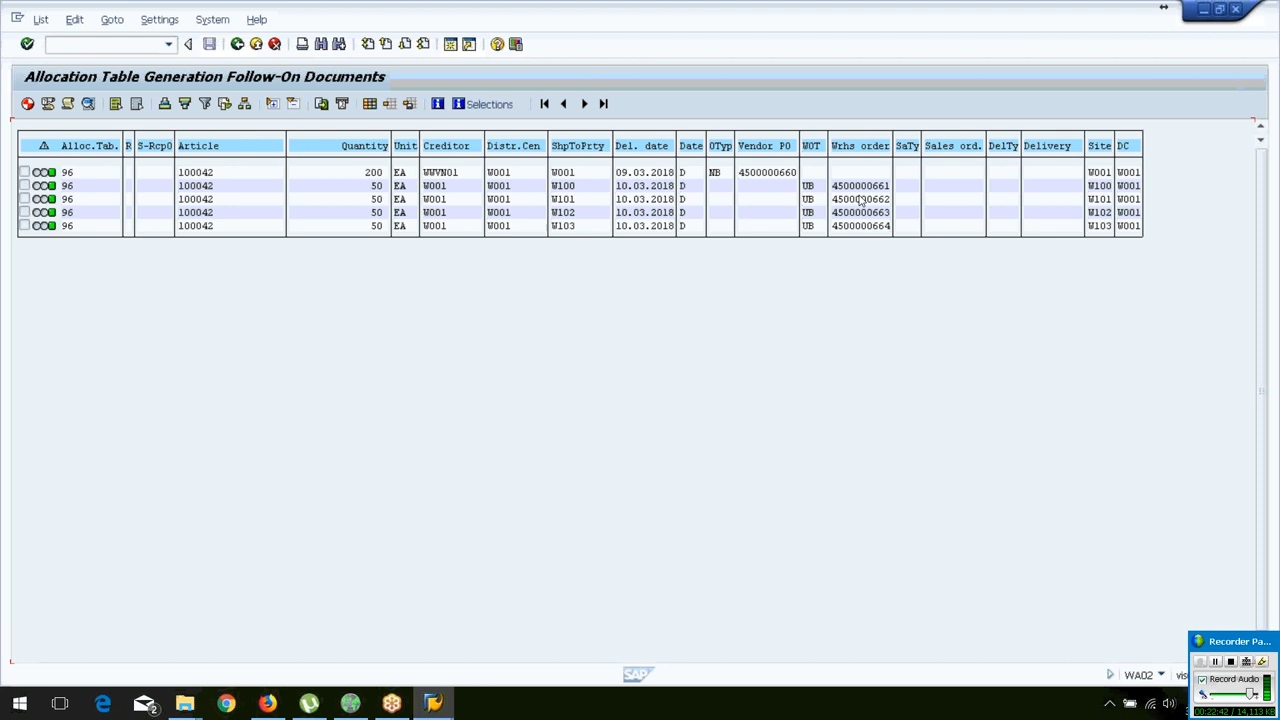 List Edit Goto Settings System Help
Allocation Table Generation Follow-On Documents
Selections
Alloc.Tab. R S-RcpO Article Quantity Unit Creditor Distr.Cen ShpToPrty Del. date Date OTyp Vendor PO WOT Wrhs order SaTy Sales ord. DelTy Delivery Site DC
96 100042 200 EA WWVN01 W001 W001 09.03.2018 D NB 4500000660 W001 W001
96 100042 50 EA W001 W001 W100 10.03.2018 D UB 4500000661 W100 W001
96 100042 50 EA W001 W001 W101 10.03.2018 D UB 4500000662 W101 W001
96 100042 50 EA W001 W001 W102 10.03.2018 D UB 4500000663 W102 W001
96 100042 50 EA W001 W001 W103 10.03.2018 D UB 4500000664 W103 W001
Recorder Pa...
Record Audio
SAP
WA02
00:22:42 / 14,113 KB